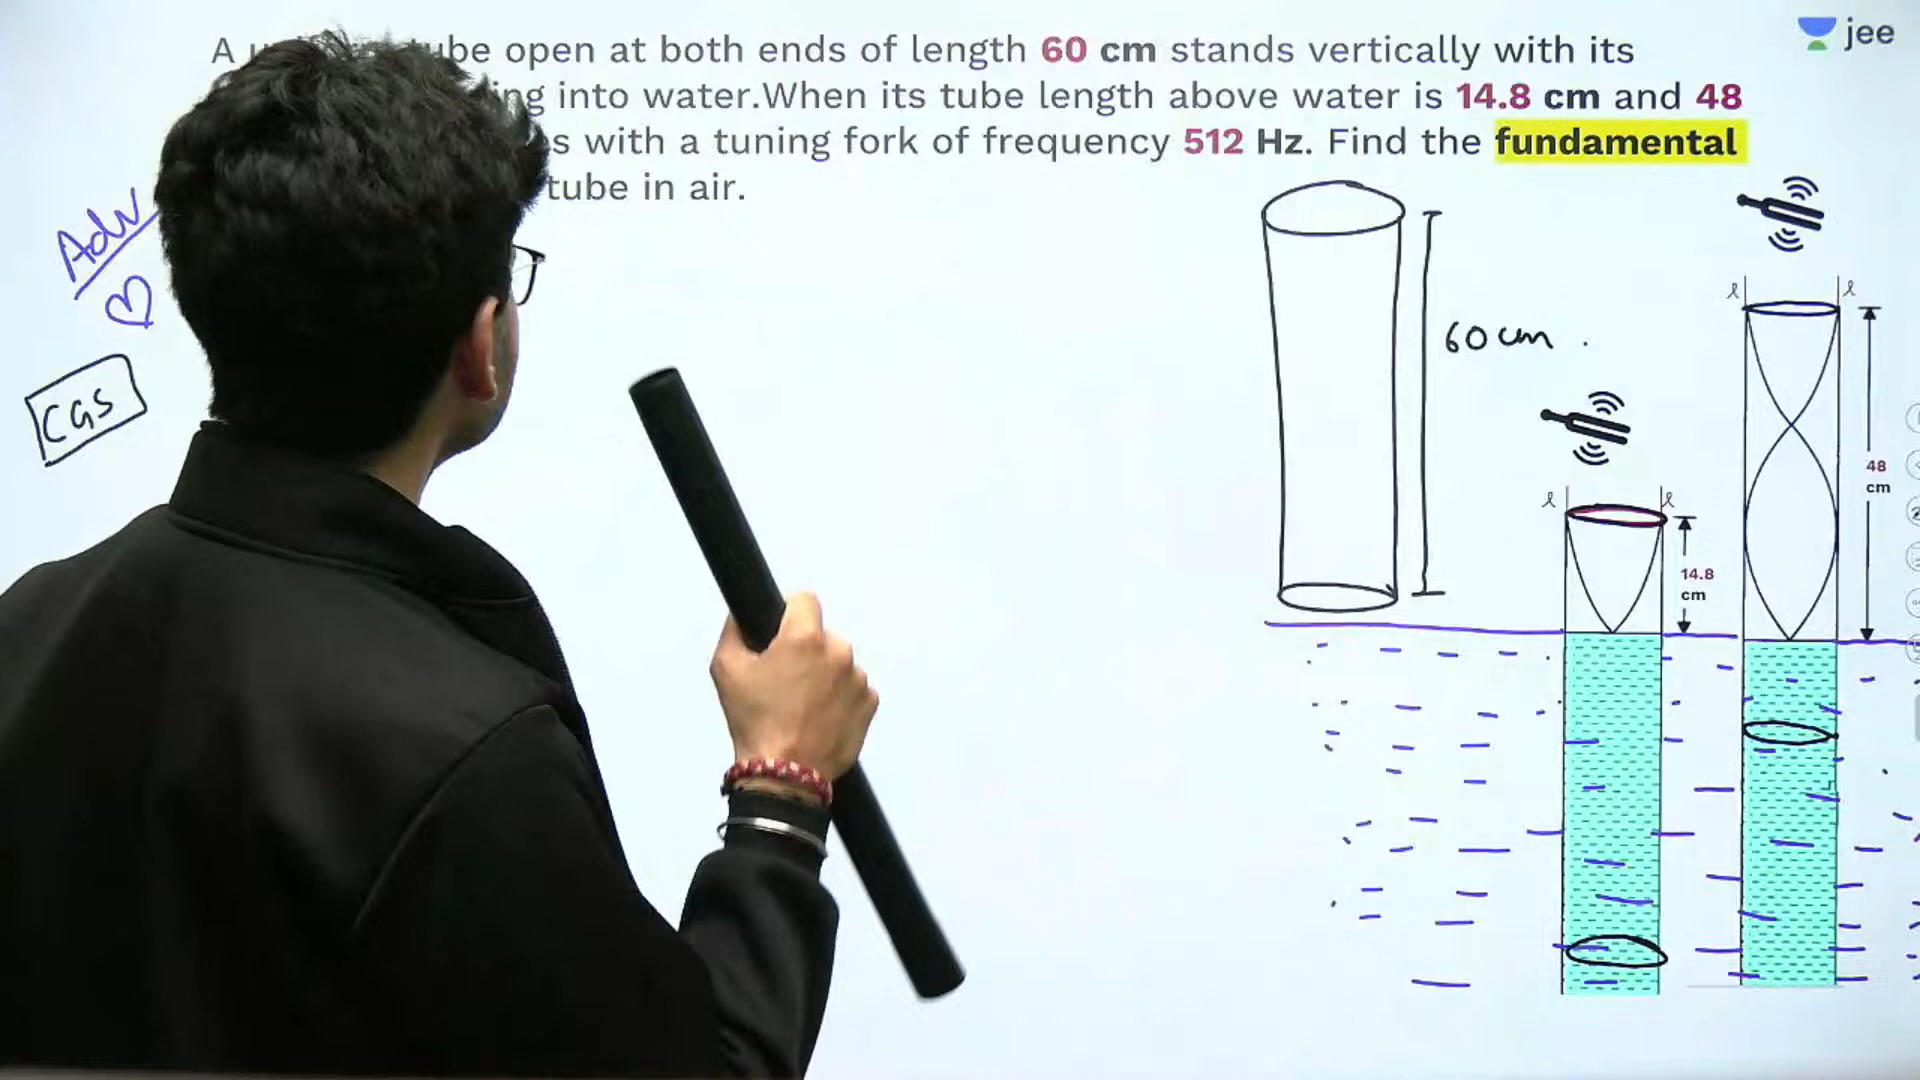 A tube open at both ends of length 60 cm stands vertically with its
into water.When its tube length above water is 14.8 cm and 48
with a tuning fork of frequency 512 Hz. Find the fundamental
tube in air.
jee
Adv
CGS
60 cm .
l l
48
cm
l l
14.8
cm